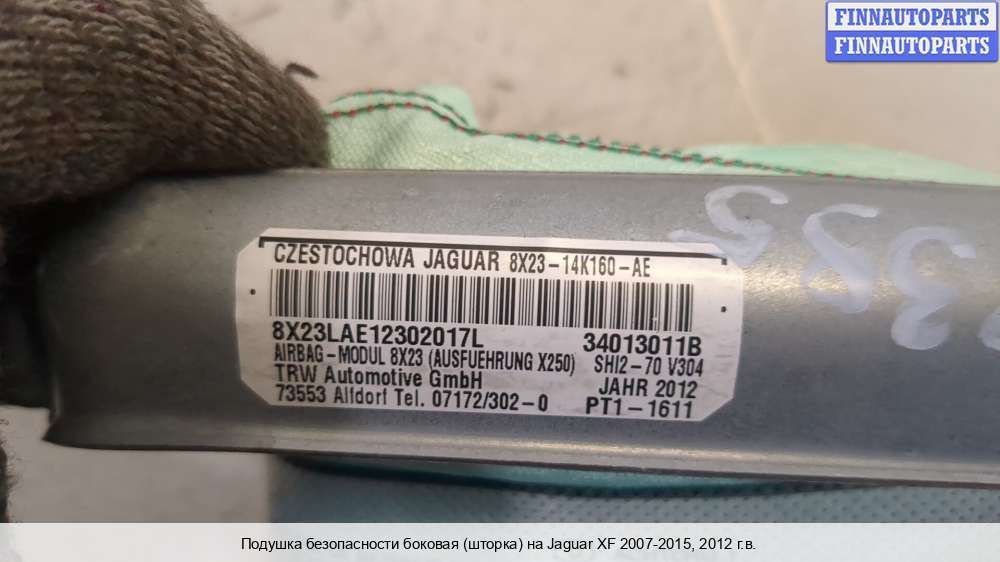 FINNAUTOPARTS
FINNAUTOPARTS
CZESTOCHOWA JAGUAR 8X23-14K160-AE
8X23LAE12302017L 34013011B
AIRBAG-MODUL 8X23 (AUSFUEHRUNG X250) SHI2-70 V304
TRW Automotive GmbH JAHR 2012
73553 Alfdorf Tel. 07172/302-0 PT1-1611
Подушка безопасности боковая (шторка) на Jaguar XF 2007-2015, 2012 г.в.